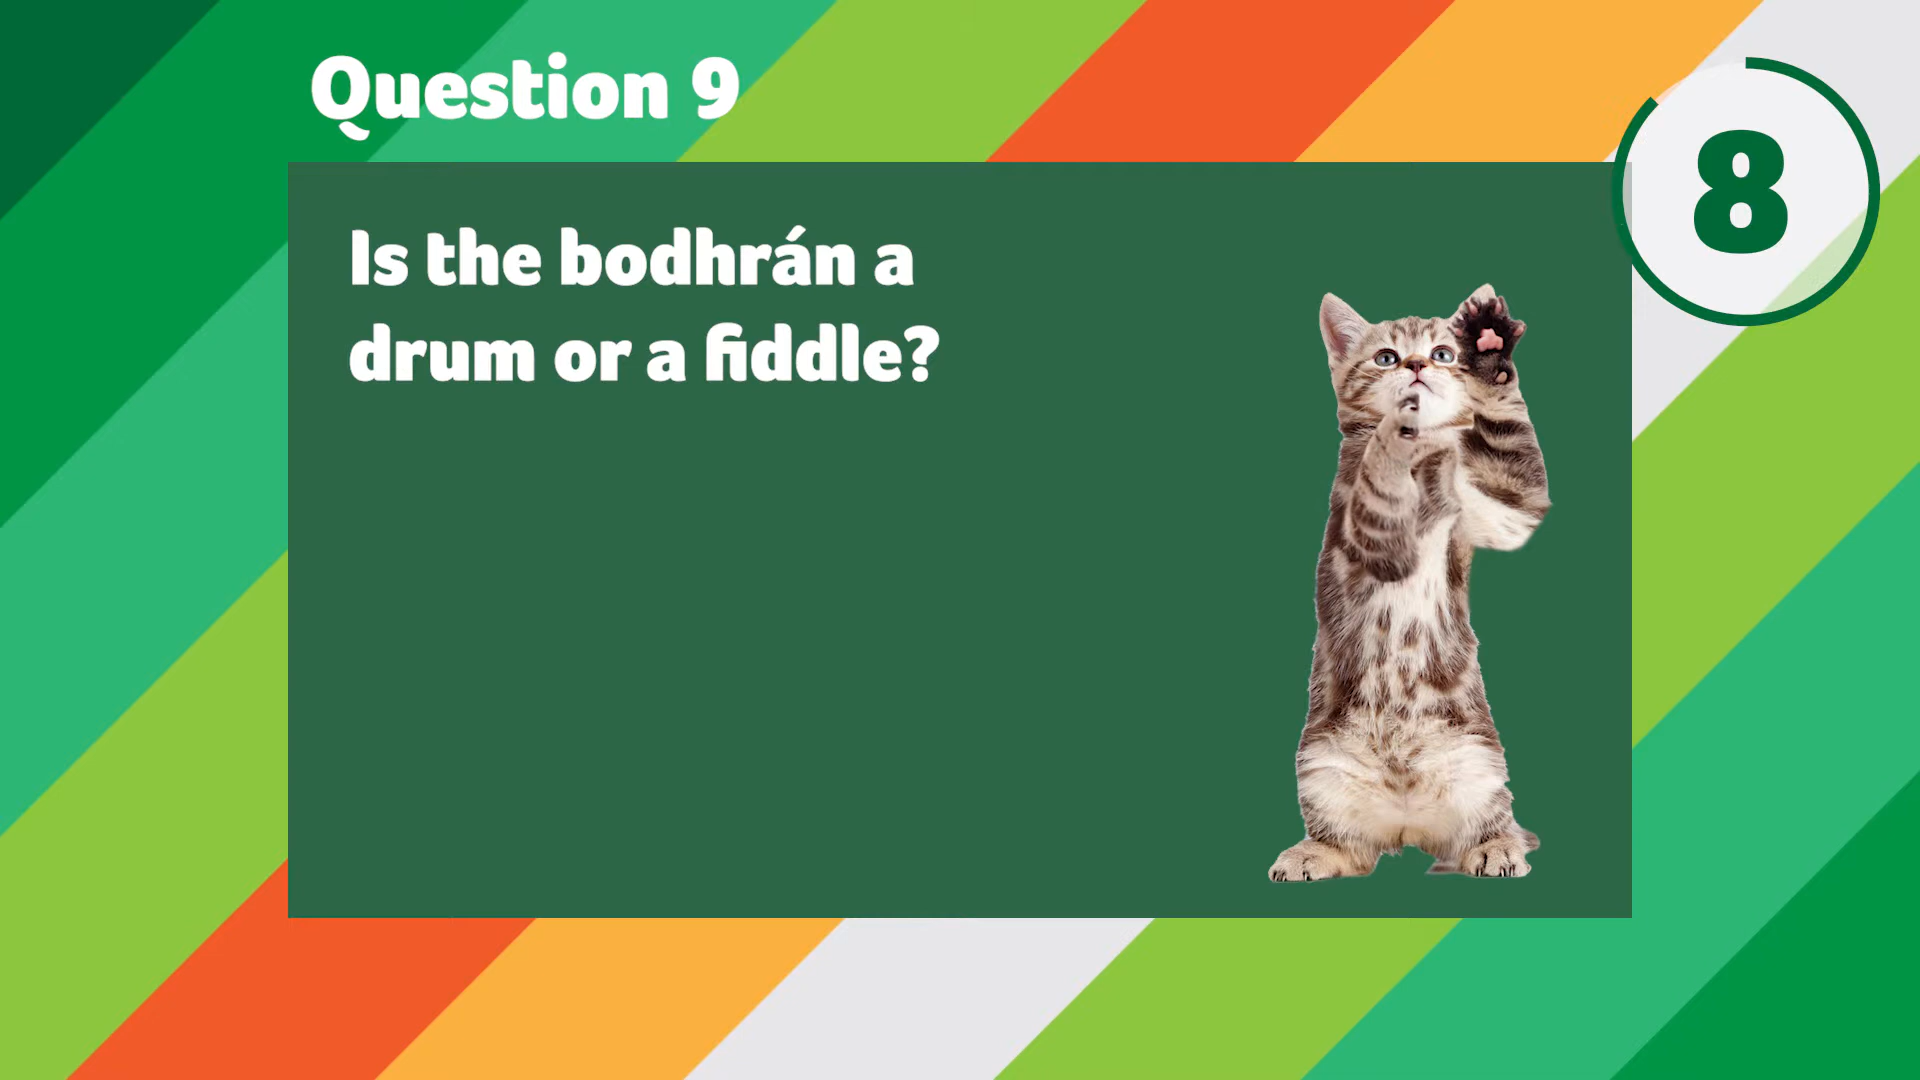 Question 9
8
Is the bodhrán a
drum or a fiddle?